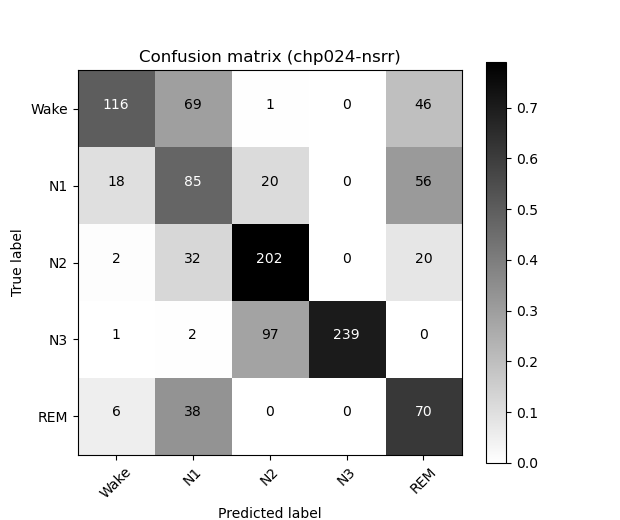 Confusion matrix (chp024-nsrr)
Wake 116 69 1 0 46
N1 18 85 20 0 56
N2 2 32 202 0 20
N3 1 2 97 239 0
REM 6 38 0 0 70
Wake N1 N2 N3 REM
Predicted label
True label
0.7
0.6
0.5
0.4
0.3
0.2
0.1
0.0